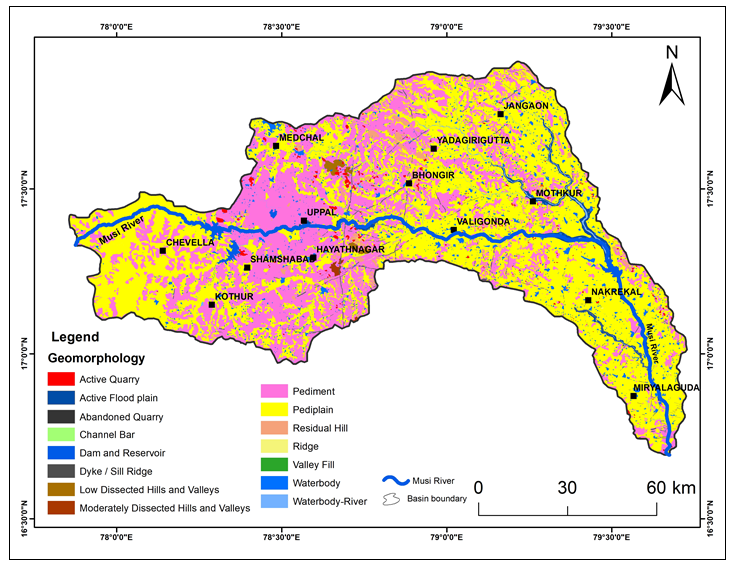 78°0'0"E 78°30'0"E 79°0'0"E 79°30'0"E
N
17°30'0"N 17°30'0"N
17°0'0"N 17°0'0"N
16°30'0"N 16°30'0"N
JANGAON
MEDCHAL
YADAGIRIGUTTA
BHONGIR
MOTHKUR
UPPAL
VALIGONDA
Musi River
CHEVELLA
HAYATHNAGAR
SHAMSHABAD
KOTHUR
NAKREKAL
Musi River
MIRYALAGUDA
Legend
Geomorphology
Active Quarry
Active Flood plain
Abandoned Quarry
Channel Bar
Dam and Reservoir
Dyke / Sill Ridge
Low Dissected Hills and Valleys
Moderately Dissected Hills and Valleys
Pediment
Pediplain
Residual Hill
Ridge
Valley Fill
Waterbody
Waterbody-River
Musi River
Basin boundary
0 30 60 km
78°0'0"E 78°30'0"E 79°0'0"E 79°30'0"E